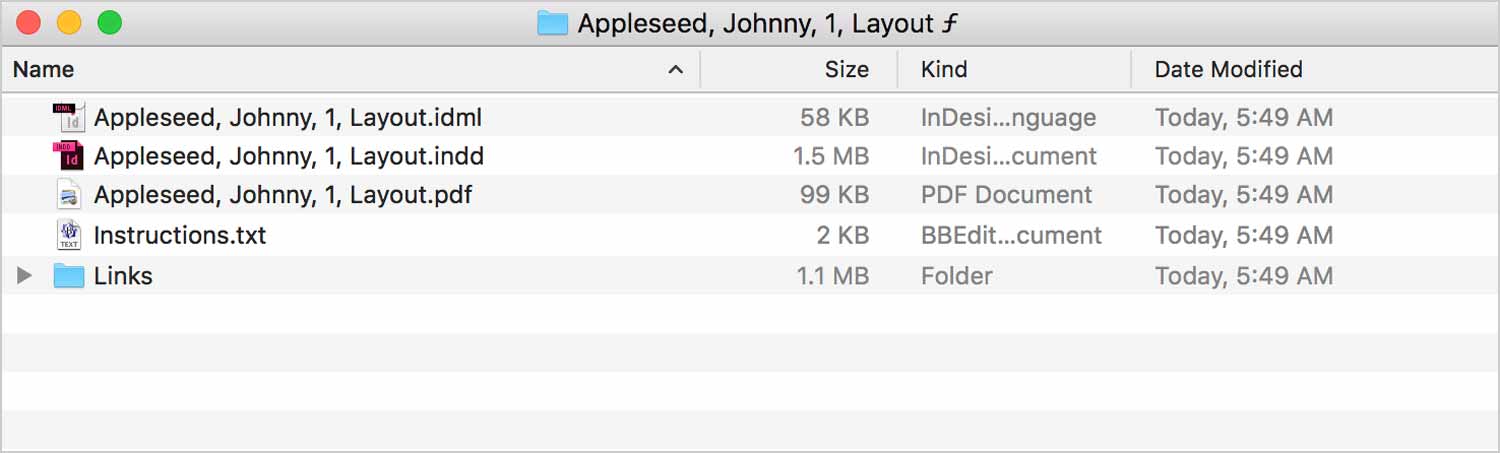 Appleseed, Johnny, 1, Layout ƒ
Name Size Kind Date Modified
IDML Id Appleseed, Johnny, 1, Layout.idml 58 KB InDesi...nguage Today, 5:49 AM
INDD Id Appleseed, Johnny, 1, Layout.indd 1.5 MB InDesi...cument Today, 5:49 AM
Appleseed, Johnny, 1, Layout.pdf 99 KB PDF Document Today, 5:49 AM
TEXT Instructions.txt 2 KB BBEdit...cument Today, 5:49 AM
Links 1.1 MB Folder Today, 5:49 AM